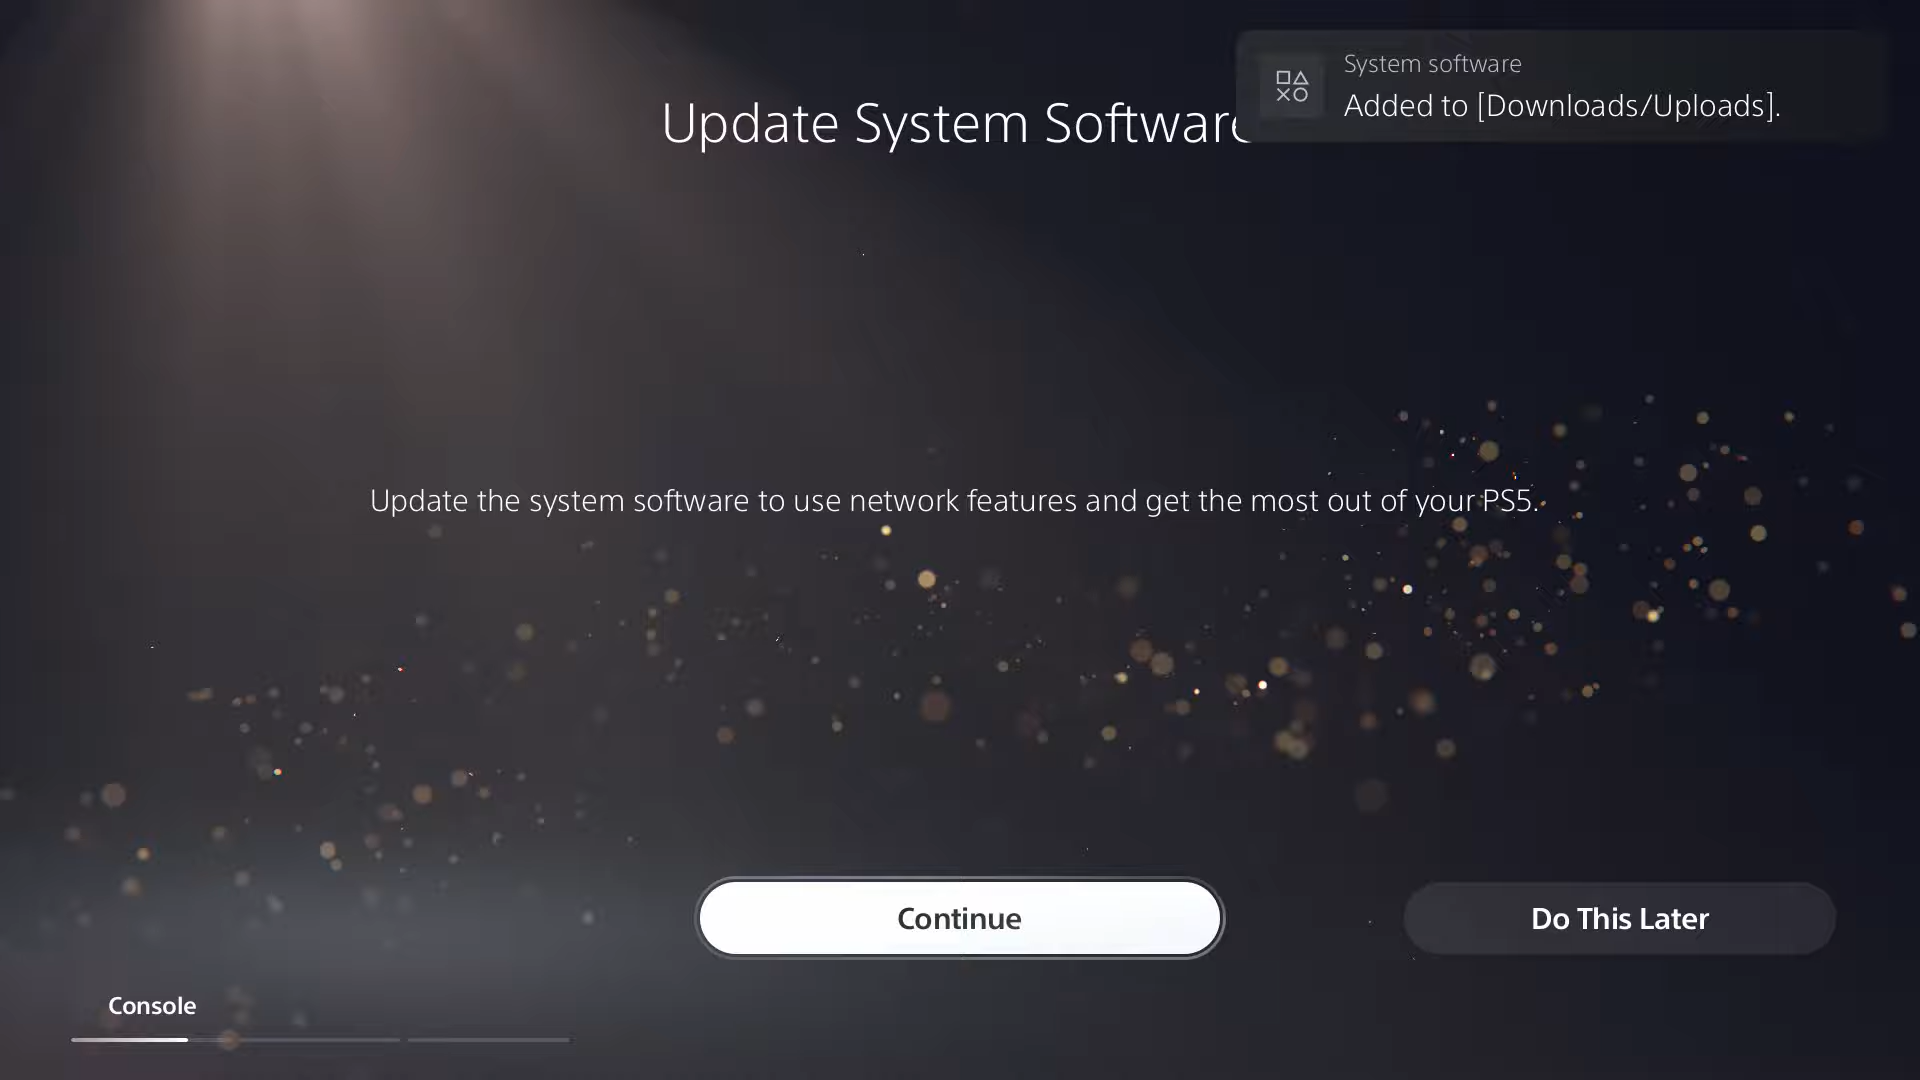 System software
Added to [Downloads/Uploads].
Update System Software
Update the system software to use network features and get the most out of your PS5.
Continue
Do This Later
Console